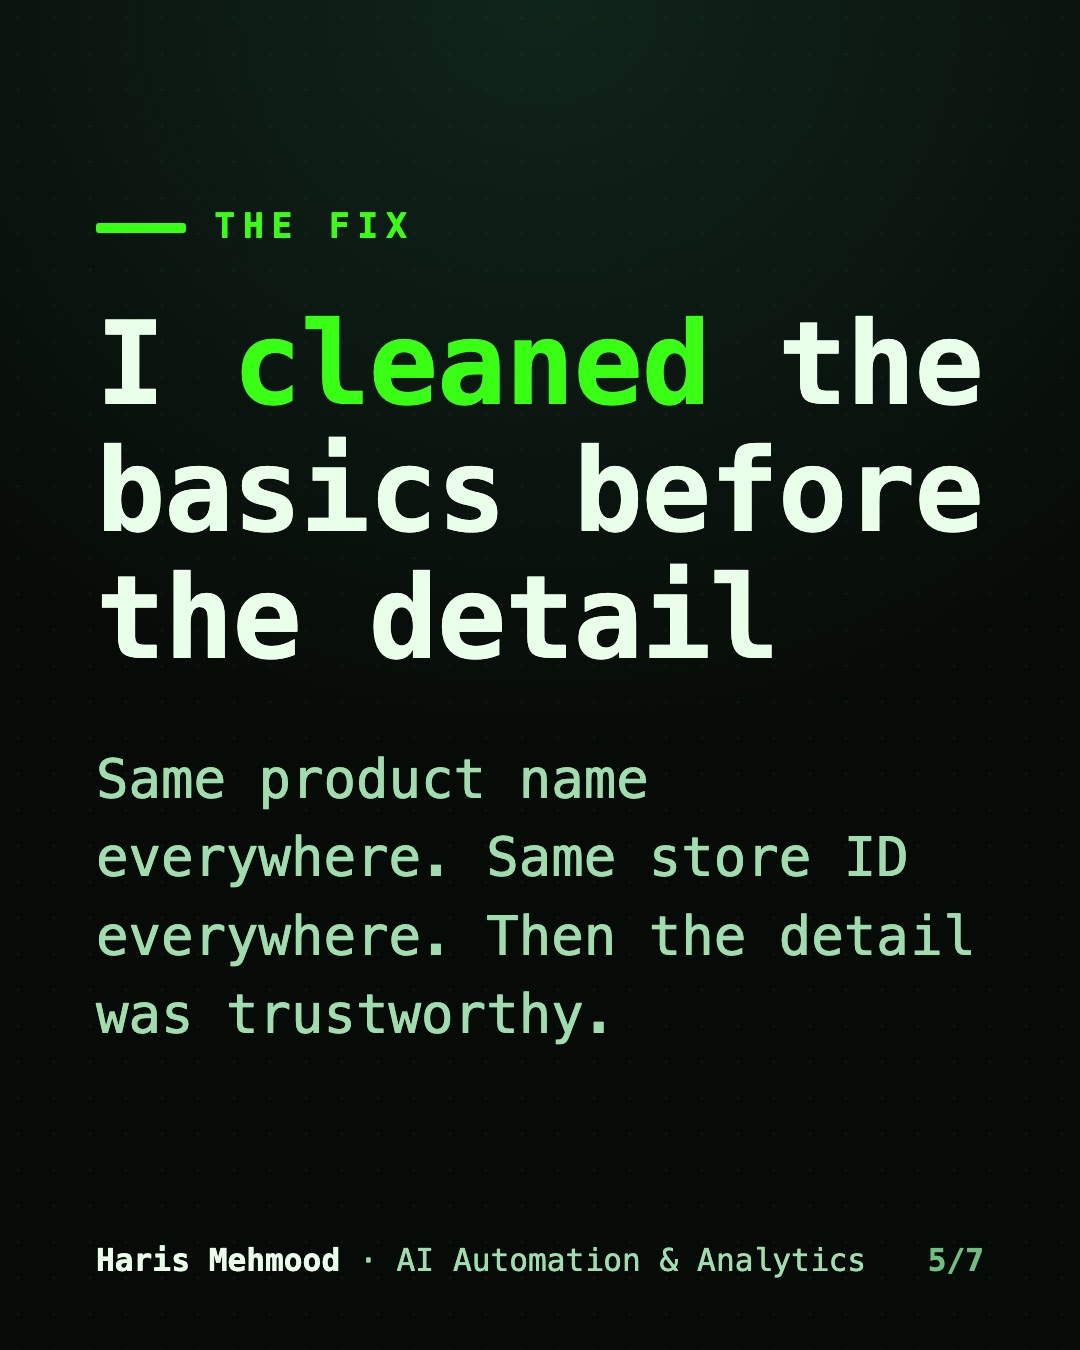 THE FIX
I cleaned the
basics before
the detail
Same product name
everywhere. Same store ID
everywhere. Then the detail
was trustworthy.
Haris Mehmood · AI Automation & Analytics 5/7